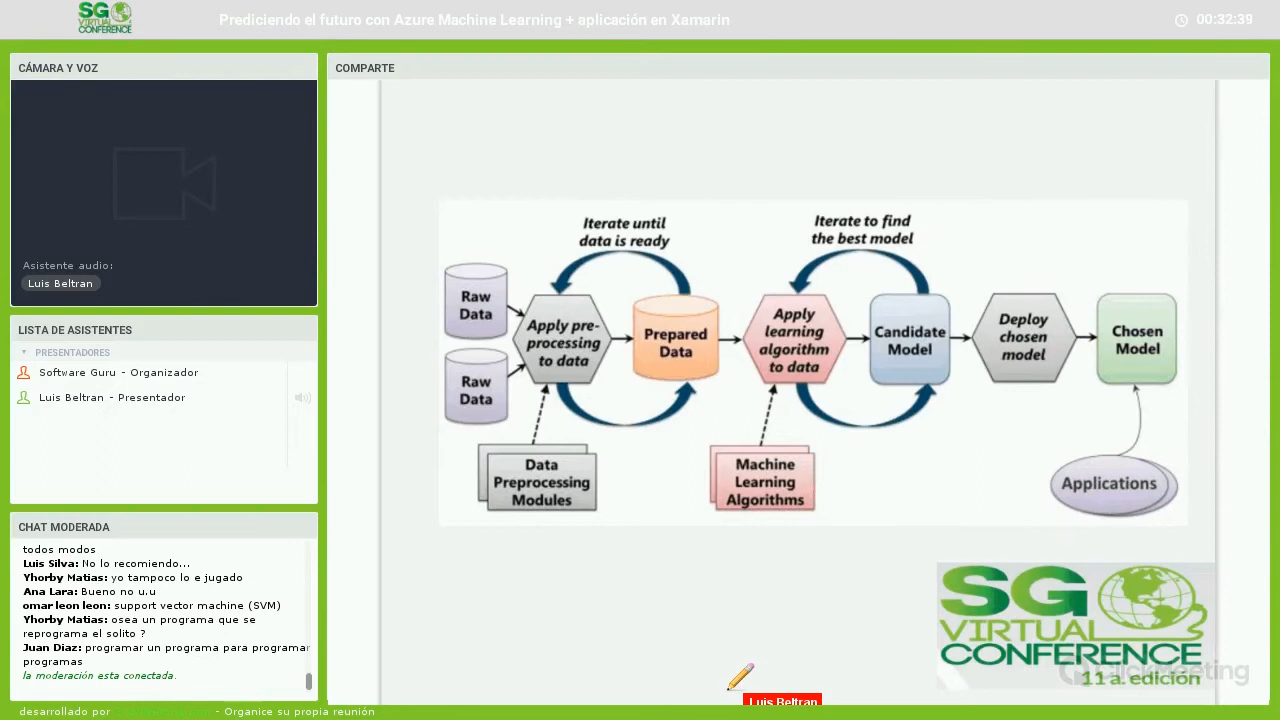 SG
VIRTUAL
CONFERENCE
Prediciendo el futuro con Azure Machine Learning + aplicación en Xamarin
00:32:39
CÁMARA Y VOZ
Asistente audio:
Luis Beltran
LISTA DE ASISTENTES
PRESENTADORES
Software Guru - Organizador
Luis Beltran - Presentador
CHAT MODERADA
todos modos
Luis Silva: No lo recomiendo...
Yhorby Matias: yo tampoco lo e jugado
Ana Lara: Bueno no u.u
omar leon leon: support vector machine (SVM)
Yhorby Matias: osea un programa que se
reprograma el solito ?
Juan Diaz: programar un programa para programar
programas
la moderación esta conectada.
desarrollado por
- Organice su propia reunión
COMPARTE
Iterate until
data is ready
Iterate to find
the best model
Raw
Data
Raw
Data
Apply pre-
processing
to data
Prepared
Data
Apply
learning
algorithm
to data
Candidate
Model
Deploy
chosen
model
Chosen
Model
Data
Preprocessing
Modules
Machine
Learning
Algorithms
Applications
SG
VIRTUAL
CONFERENCE
11 a. edición
ClickMeeting
Luis Beltran